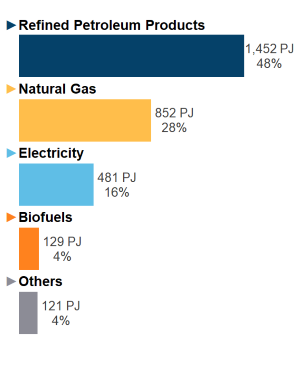 Refined Petroleum Products
1,452 PJ
48%
Natural Gas
852 PJ
28%
Electricity
481 PJ
16%
Biofuels
129 PJ
4%
Others
121 PJ
4%